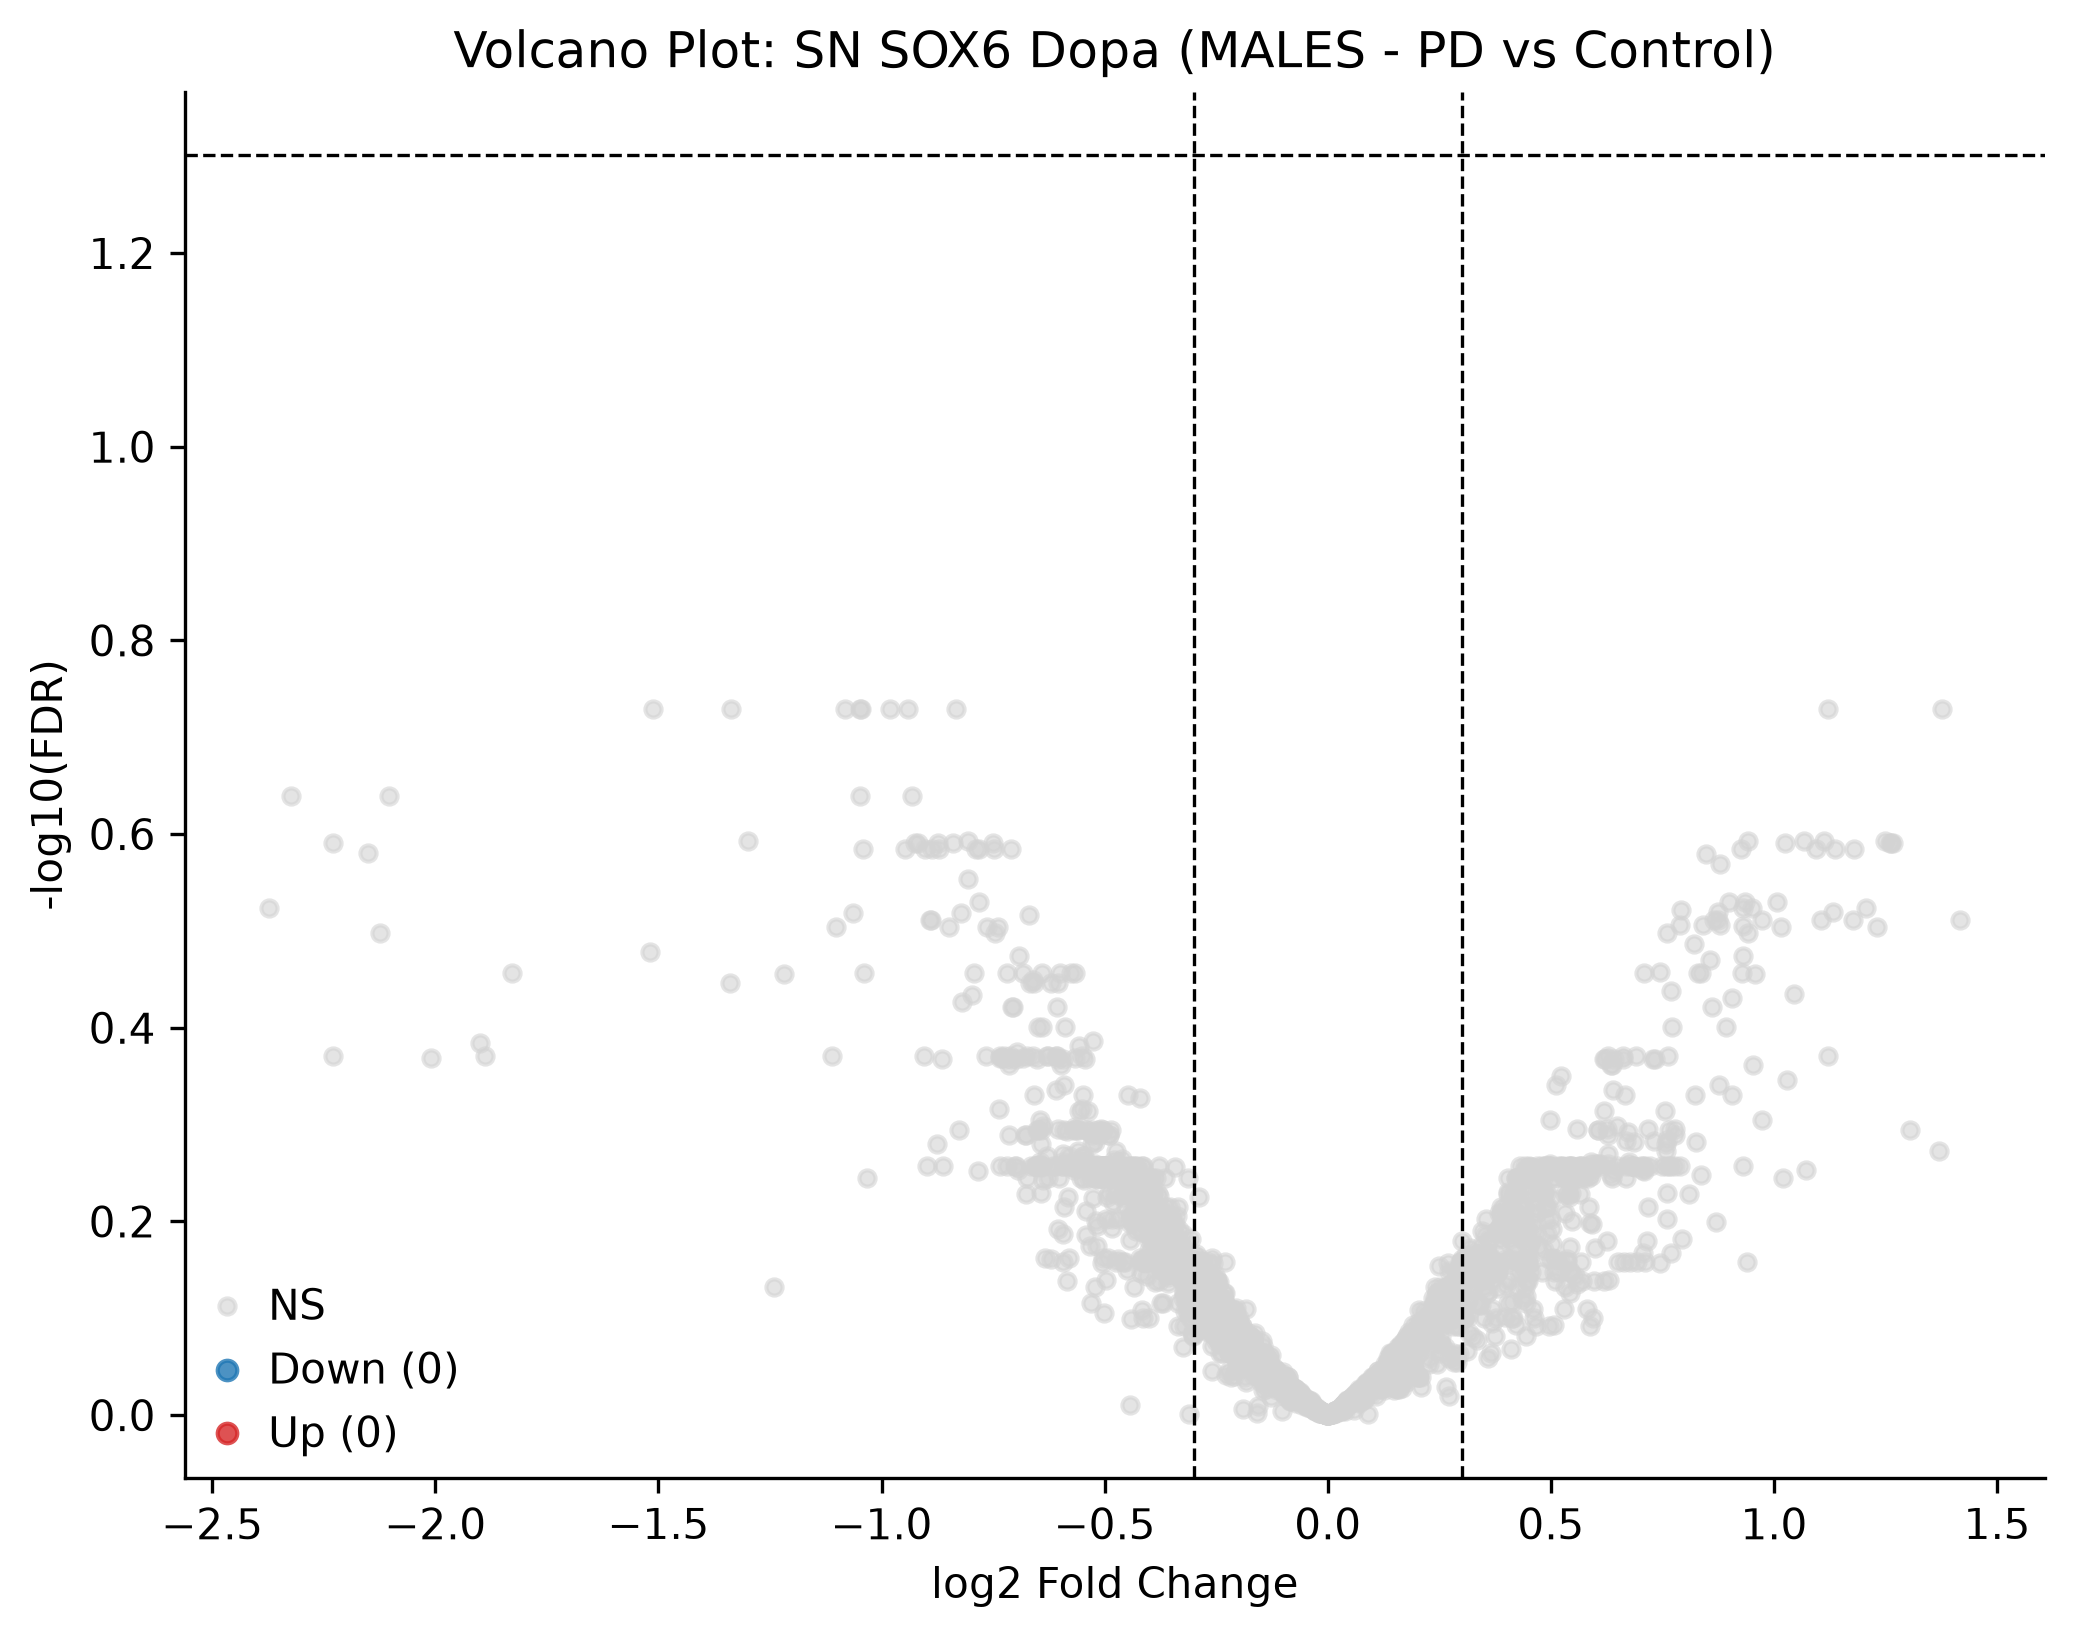 Volcano Plot: SN SOX6 Dopa (MALES - PD vs Control)
-log10(FDR)
1.2
1.0
0.8
0.6
0.4
0.2
0.0
NS
Down (0)
Up (0)
−2.5 −2.0 −1.5 −1.0 −0.5 0.0 0.5 1.0 1.5
log2 Fold Change